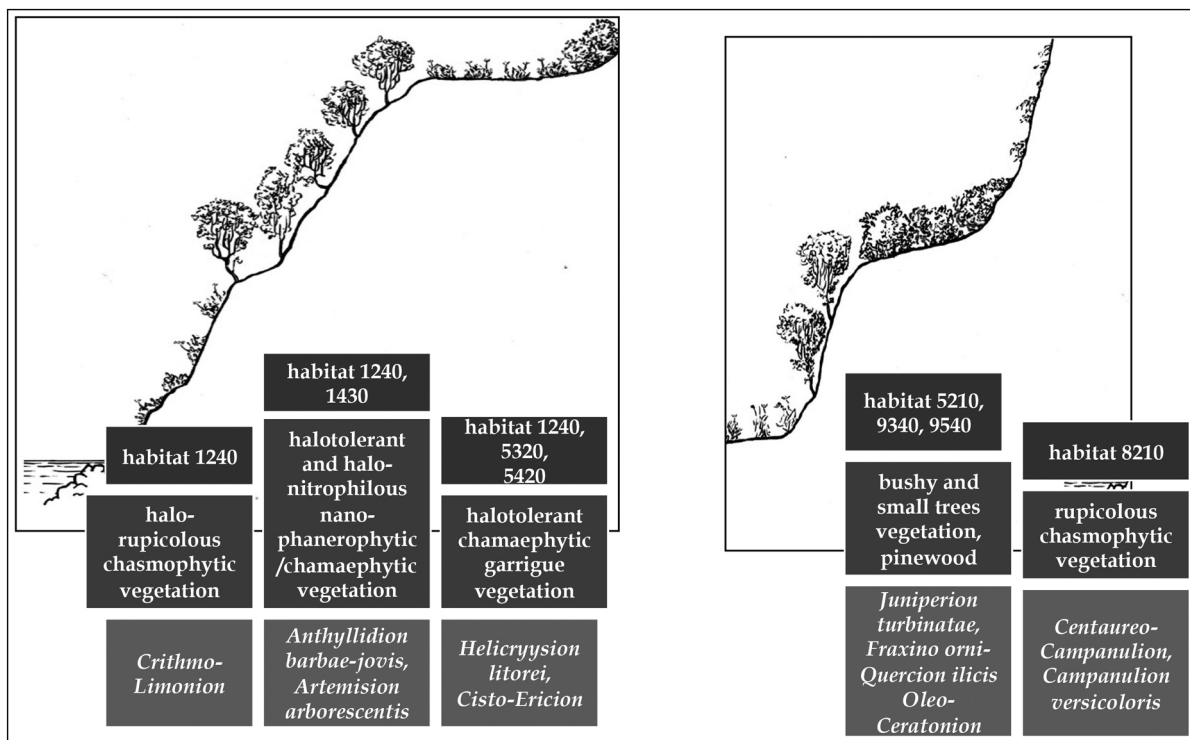 habitat 1240
halo-
rupicolous
chasmophytic
vegetation
Crithmo-
Limonion
habitat 1240,
1430
halotolerant
and halo-
nitrophilous
nano-
phanerophytic
/chamaephytic
vegetation
Anthyllidion
barbae-jovis,
Artemision
arborescentis
habitat 1240,
5320,
5420
halotolerant
chamaephytic
garrigue
vegetation
Helicryysion
litorei,
Cisto-Ericion
habitat 5210,
9340, 9540
bushy and
small trees
vegetation,
pinewood
Juniperion
turbinatae,
Fraxino orni-
Quercion ilicis
Oleo-
Ceratonion
habitat 8210
rupicolous
chasmophytic
vegetation
Centaureo-
Campanulion,
Campanulion
versicoloris